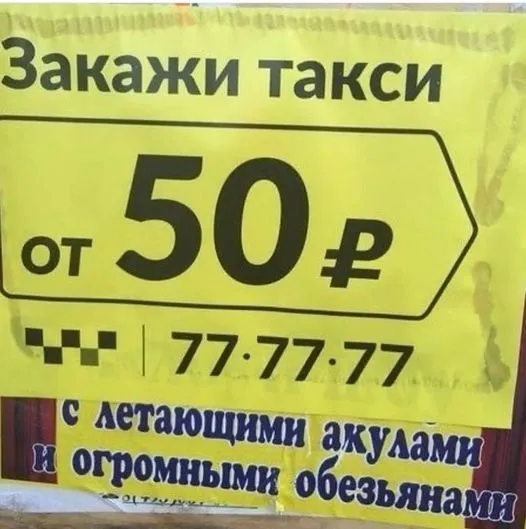 Закажи такси
от 50 ₽
77·77·77
с летающими акулами
и огромными обезьянами